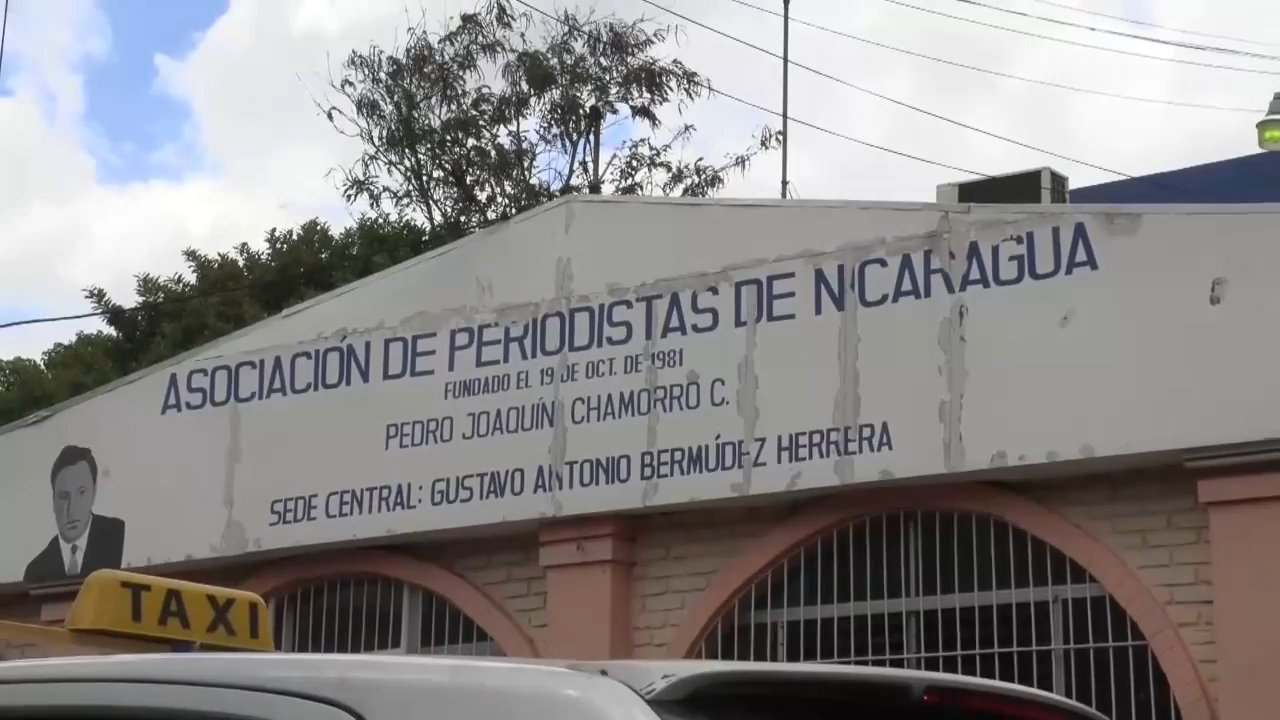 ASOCIACIÓN DE PERIODISTAS DE NICARAGUA
FUNDADO EL 19 DE OCT. DE 1981
PEDRO JOAQUÍN CHAMORRO C.
SEDE CENTRAL: GUSTAVO ANTONIO BERMÚDEZ HERRERA
TAXI